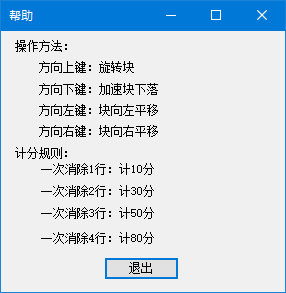 帮助
操作方法：
方向上键：旋转块
方向下键：加速块下落
方向左键：块向左平移
方向右键：块向右平移
计分规则：
一次消除1行：计10分
一次消除2行：计30分
一次消除3行：计50分
一次消除4行：计80分
退出